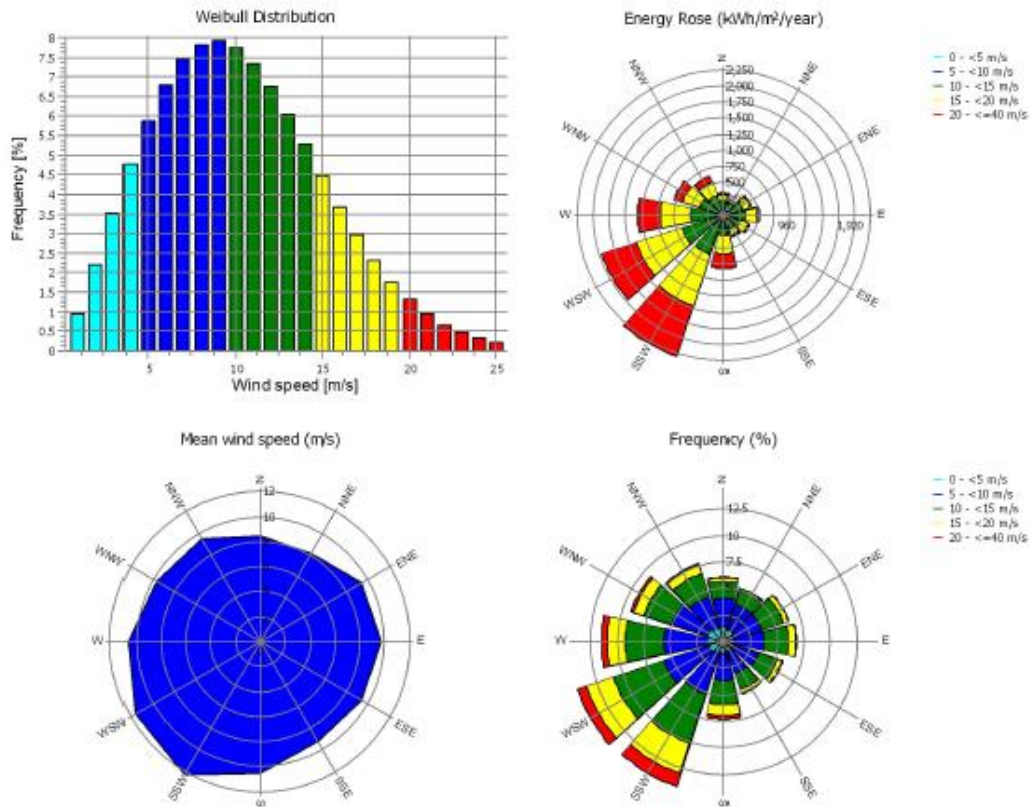 Weibull Distribution
Frequency [%]
8
7.5
7
6.5
6
5.5
5
4.5
4
3.5
3
2.5
2
1.5
1
0.5
0
5
10
15
20
25
Wind speed [m/s]
Energy Rose (kWh/m²/year)
N
NNE
ENE
E
ESE
SSE
S
SSW
WSW
W
WNW
NNW
2,250
2,000
1,750
1,500
1,250
1,000
750
500
960
1,920
0 - <5 m/s
5 - <10 m/s
10 - <15 m/s
15 - <20 m/s
20 - <=40 m/s
Mean wind speed (m/s)
N
NNE
ENE
E
ESE
SSE
S
SSW
WSW
W
WNW
NNW
12
10
Frequency (%)
N
NNE
ENE
E
ESE
SSE
S
SSW
WSW
W
WNW
NNW
12.5
10
7.5
0 - <5 m/s
5 - <10 m/s
10 - <15 m/s
15 - <20 m/s
20 - <=40 m/s